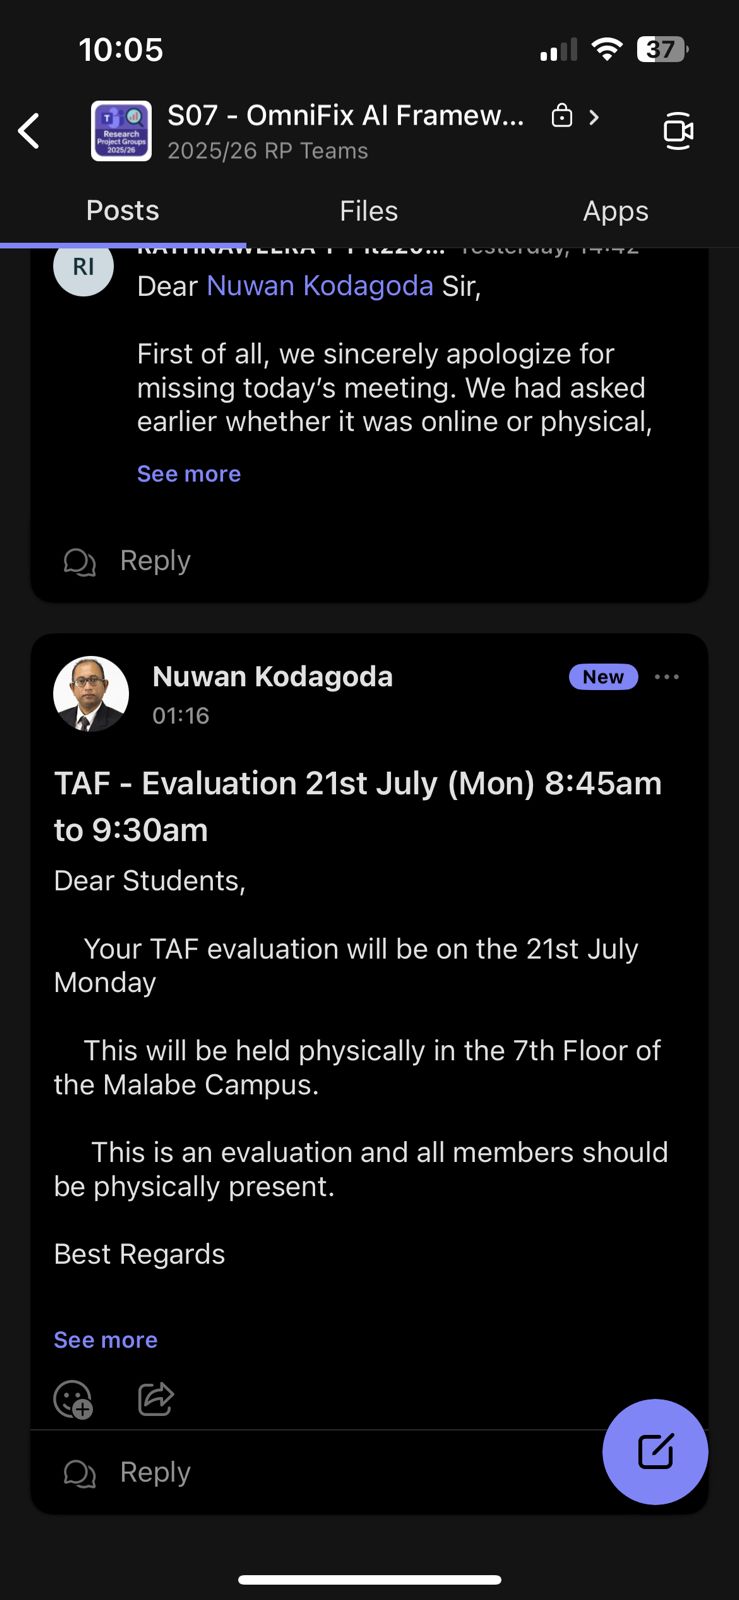 10:05
37
S07 - OmniFix AI Framew...
2025/26 RP Teams
Research
Project Groups
2025/26
Posts
Files
Apps
RI
Yesterday, 14:42
Dear Nuwan Kodagoda Sir,
First of all, we sincerely apologize for
missing today’s meeting. We had asked
earlier whether it was online or physical,
See more
Reply
Nuwan Kodagoda
New
01:16
TAF - Evaluation 21st July (Mon) 8:45am
to 9:30am
Dear Students,
Your TAF evaluation will be on the 21st July
Monday
This will be held physically in the 7th Floor of
the Malabe Campus.
This is an evaluation and all members should
be physically present.
Best Regards
See more
Reply